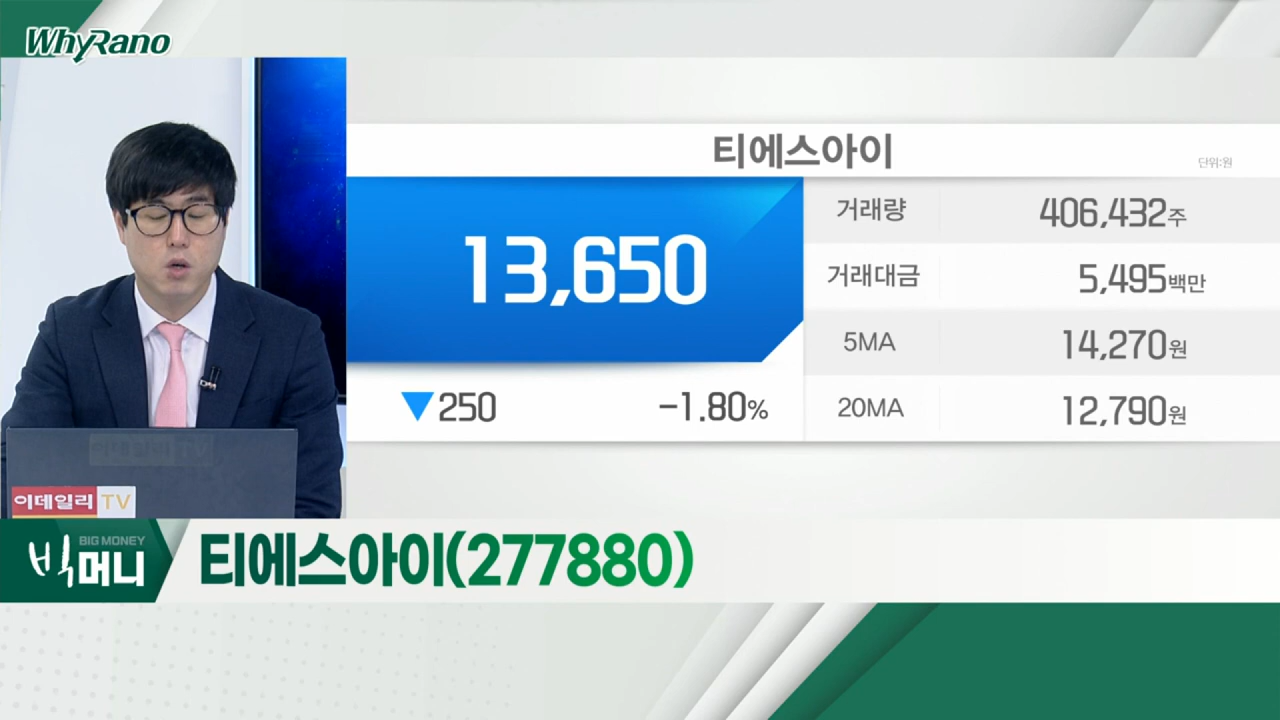 WhyRano
티에스아이
단위:원
13,650
▼250 -1.80%
거래량 406,432주
거래대금 5,495백만
5MA 14,270원
20MA 12,790원
이데일리 TV
BIG MONEY
빅머니
티에스아이(277880)